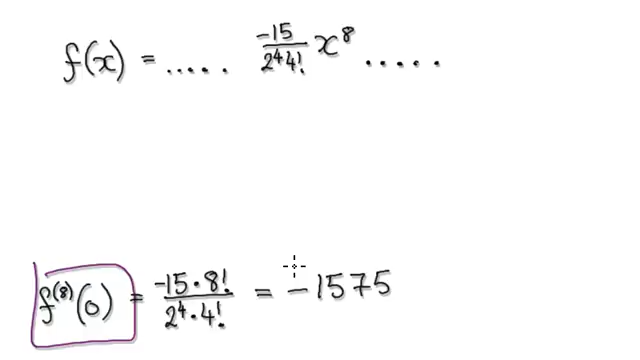 f(x) = ..... -15/2⁴4! x⁸ .....
f⁽⁸⁾(0) = -15·8!/2⁴·4! = -1575